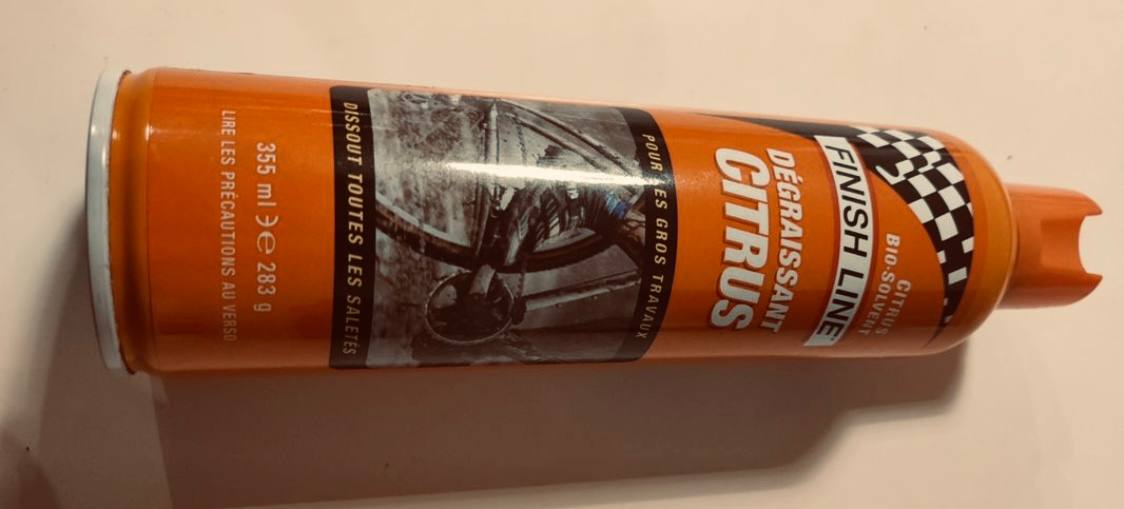 CITRUS
BIO·SOLVENT
FINISH LINE
DÉGRAISSANT
CITRUS
POUR LES GROS TRAVAUX
DISSOUT TOUTES LES SALETÉS
355 ml ϶ e 283 g
LIRE LES PRÉCAUTIONS AU VERSO